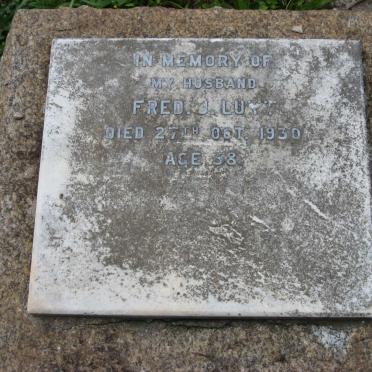 IN MEMORY OF
MY HUSBAND
FRED. J.
DIED 27TH OCT. 1930
AGE 38